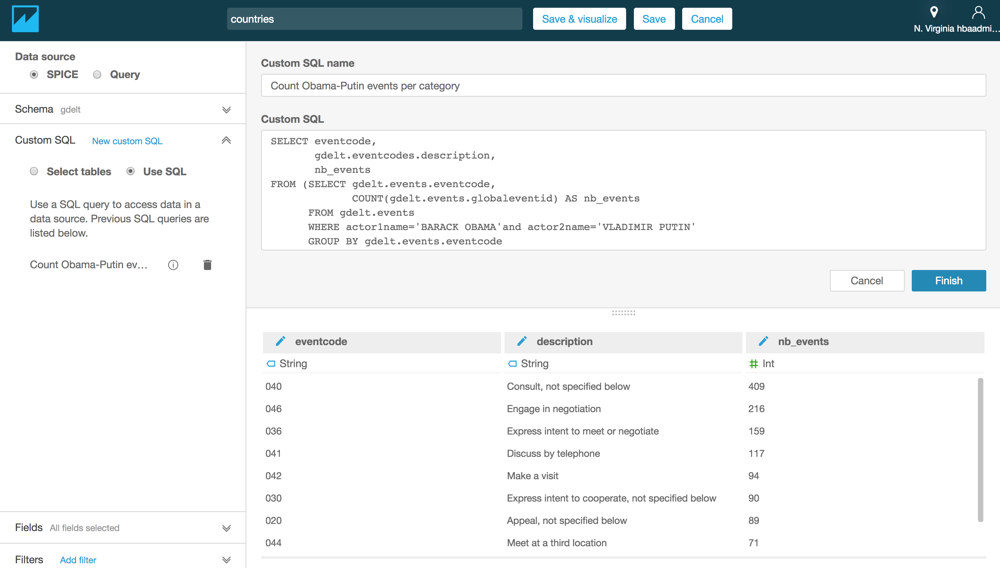 countries
Save & visualize
Save
Cancel
N. Virginia hbaadmi...
Data source
SPICE
Query
Schema gdelt
Custom SQL New custom SQL
Select tables
Use SQL
Use a SQL query to access data in a
data source. Previous SQL queries are
listed below.
Count Obama-Putin ev...
Fields All fields selected
Filters Add filter
Custom SQL name
Count Obama-Putin events per category
Custom SQL
SELECT eventcode,
       gdelt.eventcodes.description,
       nb_events
FROM (SELECT gdelt.events.eventcode,
             COUNT(gdelt.events.globaleventid) AS nb_events
      FROM gdelt.events
      WHERE actor1name='BARACK OBAMA'and actor2name='VLADIMIR PUTIN'
      GROUP BY gdelt.events.eventcode
Cancel
Finish
eventcode description nb_events
String String # Int
040 Consult, not specified below 409
046 Engage in negotiation 216
036 Express intent to meet or negotiate 159
041 Discuss by telephone 117
042 Make a visit 94
030 Express intent to cooperate, not specified below 90
020 Appeal, not specified below 89
044 Meet at a third location 71